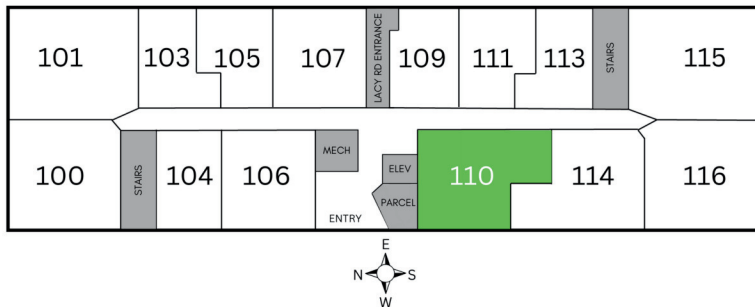 101
103
105
107
LACY RD ENTRANCE
109
111
113
STAIRS
115
100
STAIRS
104
106
MECH
ENTRY
ELEV
PARCEL
110
114
116
E
N S
W